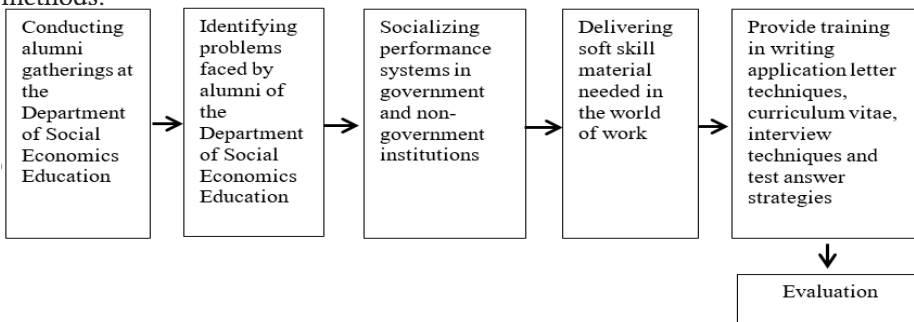 methods.
Conducting
alumni
gatherings at
the
Department
of Social
Economics
Education
Identifying
problems
faced by
alumni of
the
Department
of Social
Economics
Education
Socializing
performance
systems in
government
and non-
government
institutions
Delivering
soft skill
material
needed in
the world
of work
Provide training
in writing
application letter
techniques,
curriculum vitae,
interview
techniques and
test answer
strategies
Evaluation